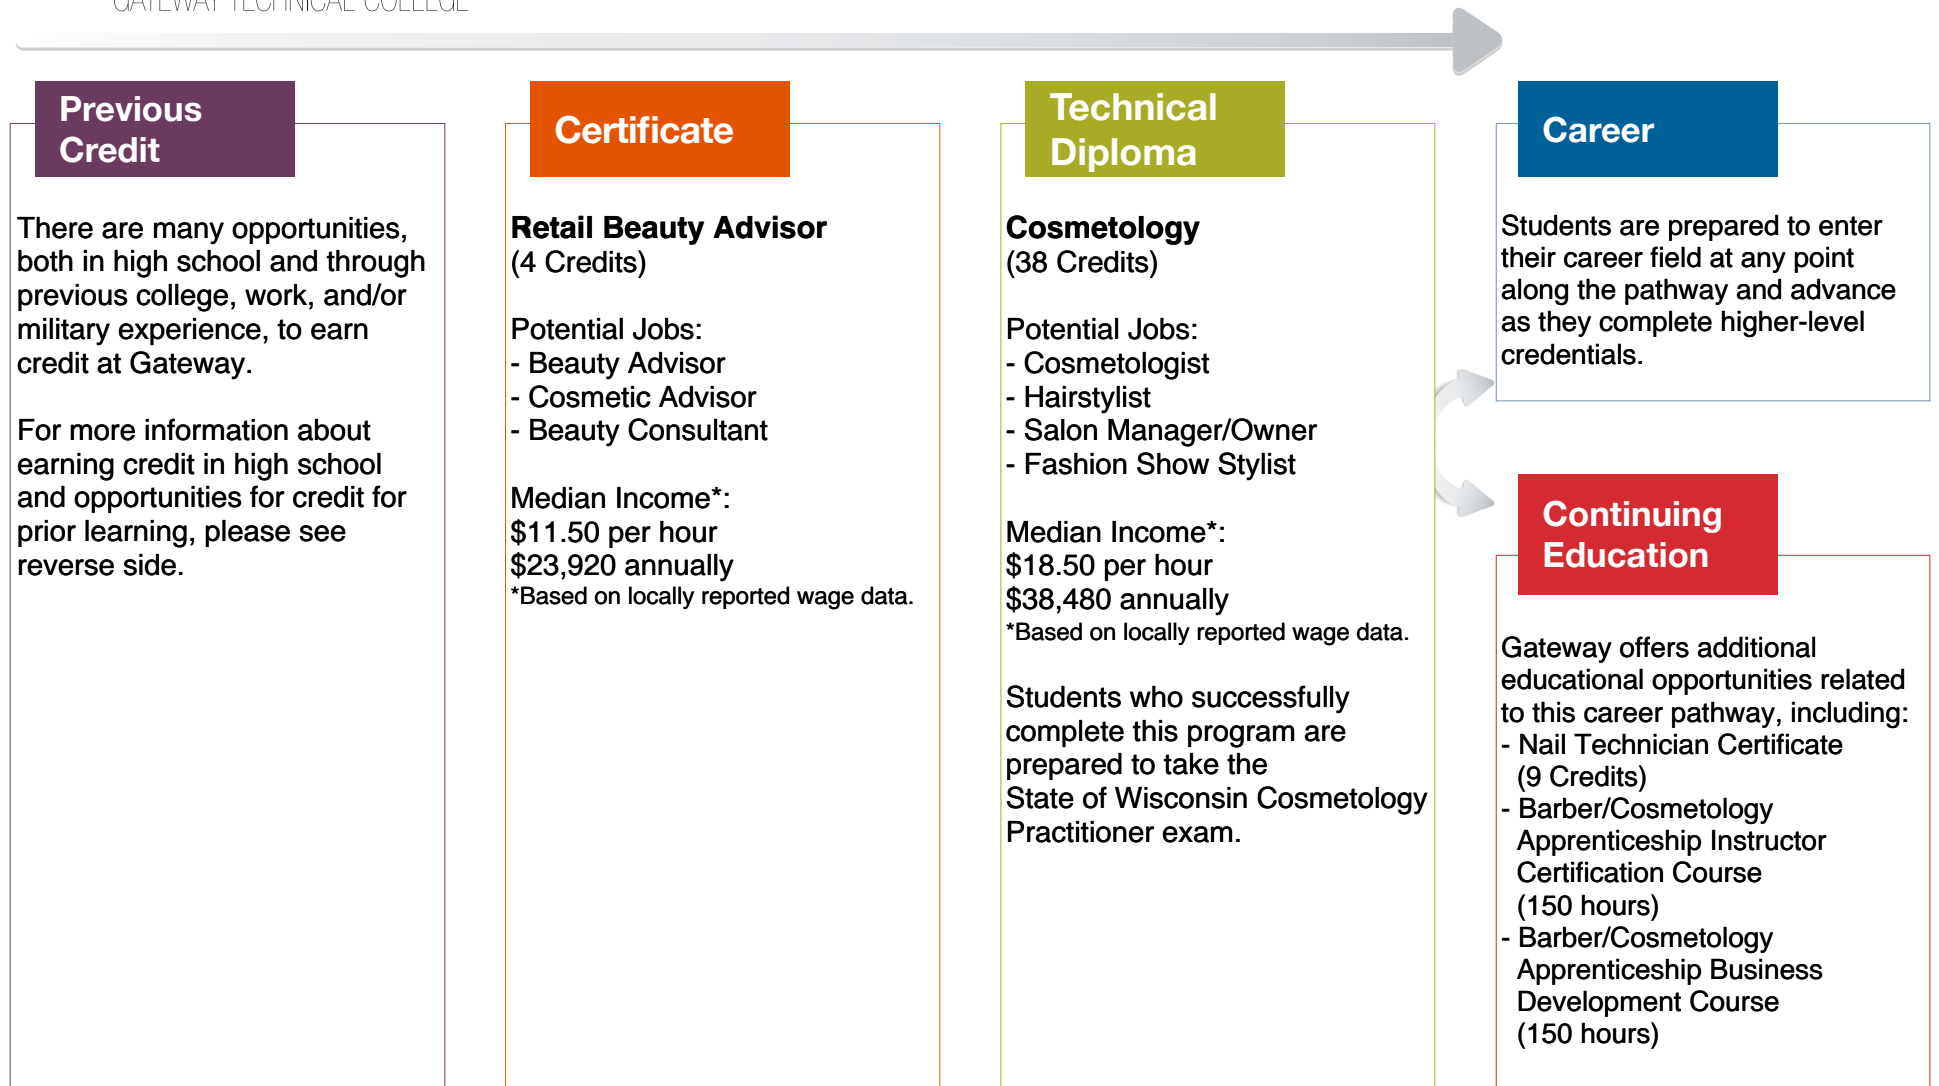 GATEWAY TECHNICAL COLLEGE
Previous
Credit
There are many opportunities,
both in high school and through
previous college, work, and/or
military experience, to earn
credit at Gateway.
For more information about
earning credit in high school
and opportunities for credit for
prior learning, please see
reverse side.
Certificate
Retail Beauty Advisor
(4 Credits)
Potential Jobs:
- Beauty Advisor
- Cosmetic Advisor
- Beauty Consultant
Median Income*:
$11.50 per hour
$23,920 annually
*Based on locally reported wage data.
Technical
Diploma
Cosmetology
(38 Credits)
Potential Jobs:
- Cosmetologist
- Hairstylist
- Salon Manager/Owner
- Fashion Show Stylist
Median Income*:
$18.50 per hour
$38,480 annually
*Based on locally reported wage data.
Students who successfully
complete this program are
prepared to take the
State of Wisconsin Cosmetology
Practitioner exam.
Career
Students are prepared to enter
their career field at any point
along the pathway and advance
as they complete higher-level
credentials.
Continuing
Education
Gateway offers additional
educational opportunities related
to this career pathway, including:
- Nail Technician Certificate
(9 Credits)
- Barber/Cosmetology
Apprenticeship Instructor
Certification Course
(150 hours)
- Barber/Cosmetology
Apprenticeship Business
Development Course
(150 hours)